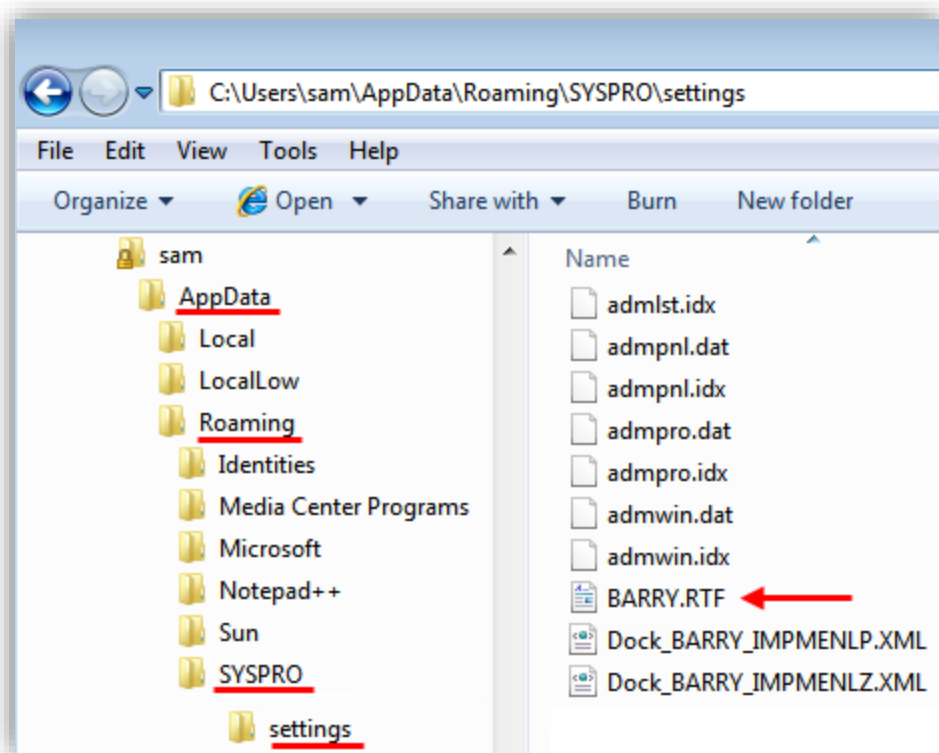 C:\Users\sam\AppData\Roaming\SYSPRO\settings
File Edit View Tools Help
Organize Open Share with Burn New folder
sam
AppData
Local
LocalLow
Roaming
Identities
Media Center Programs
Microsoft
Notepad++
Sun
SYSPRO
settings
Name
admlst.idx
admpnl.dat
admpnl.idx
admpro.dat
admpro.idx
admwin.dat
admwin.idx
BARRY.RTF
Dock_BARRY_IMPMENLP.XML
Dock_BARRY_IMPMENLZ.XML